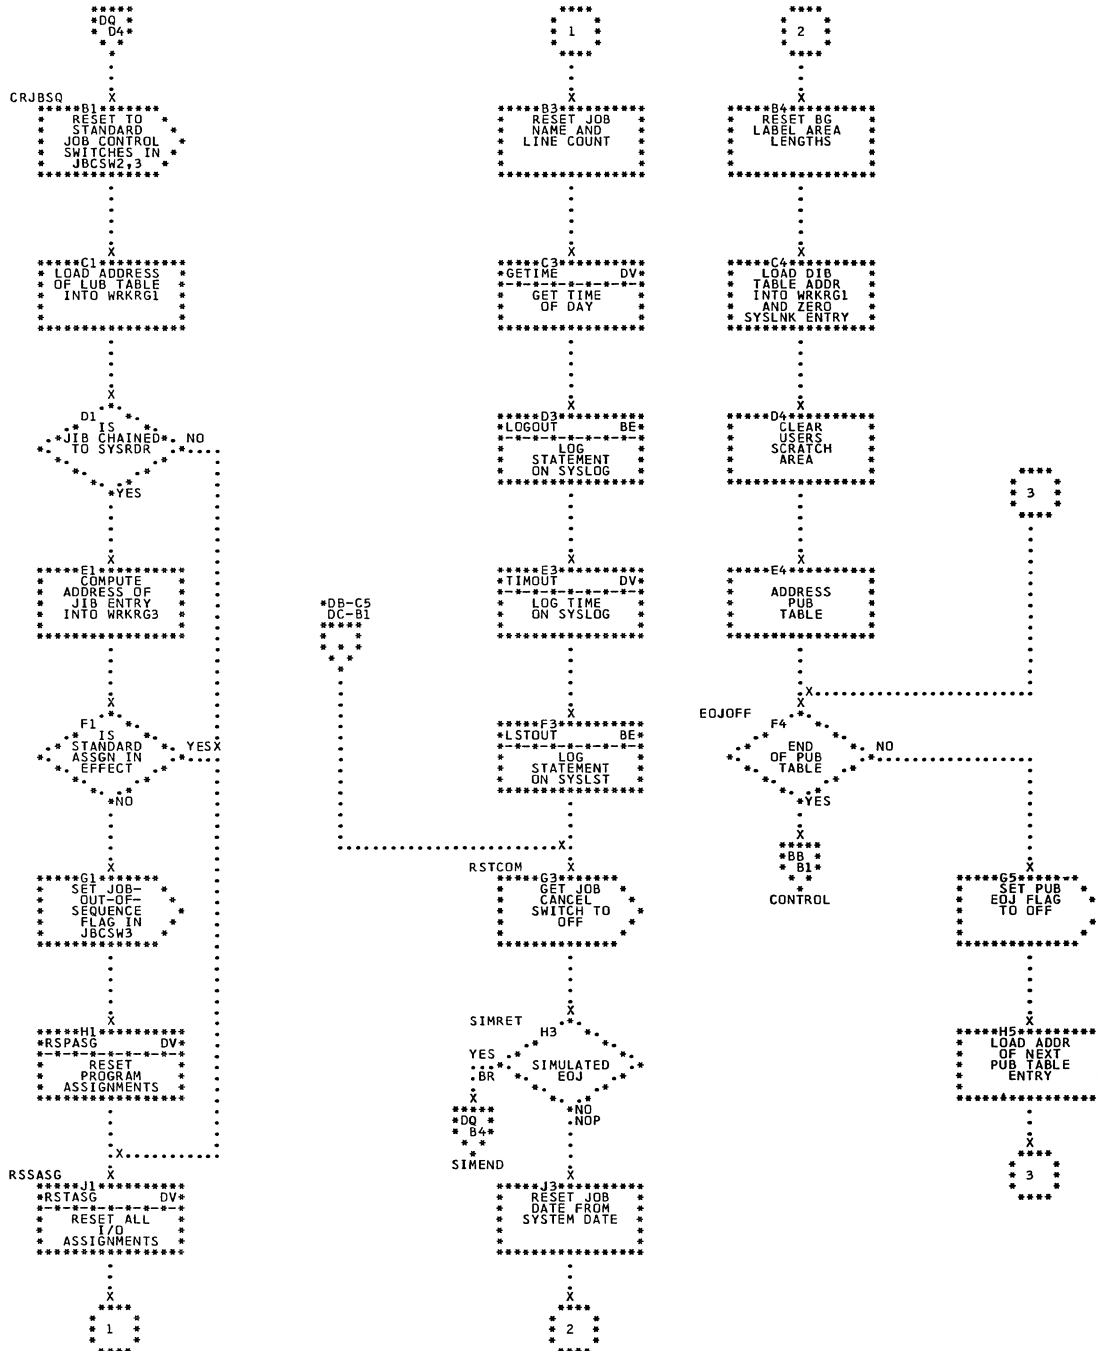 DQ
D4
CRJBSQ
B1
RESET TO
STANDARD
JOB CONTROL
SWITCHES IN
JBCSW2,3
C1
LOAD ADDRESS
OF LUB TABLE
INTO WRKRG1
D1
IS
JIB CHAINED
TO SYSRDR
NO
YES
E1
COMPUTE
ADDRESS OF
JIB ENTRY
INTO WRKRG3
F1
IS
STANDARD
ASSGN IN
EFFECT
YES
NO
G1
SET JOB-
OUT-OF-
SEQUENCE
FLAG IN
JBCSW3
H1
RSPASG DV
RESET
PROGRAM
ASSIGNMENTS
RSSASG
J1
RSTASG DV
RESET ALL
I/O
ASSIGNMENTS
1
*DB-C5
DC-B1
1
B3
RESET JOB
NAME AND
LINE COUNT
C3
GETIME DV
GET TIME
OF DAY
D3
LOGOUT BE
LOG
STATEMENT
ON SYSLOG
E3
TIMOUT DV
LOG TIME
ON SYSLOG
F3
LSTOUT BE
LOG
STATEMENT
ON SYSLST
RSTCOM
G3
GET JOB
CANCEL
SWITCH TO
OFF
SIMRET
H3
SIMULATED
EOJ
YES
BR
DQ
B4
SIMEND
NO
NOP
J3
RESET JOB
DATE FROM
SYSTEM DATE
2
2
B4
RESET BG
LABEL AREA
LENGTHS
C4
LOAD DIB
TABLE ADDR
INTO WRKRG1
AND ZERO
SYSLNK ENTRY
D4
CLEAR
USERS
SCRATCH
AREA
E4
ADDRESS
PUB
TABLE
EOJOFF
F4
END
OF PUB
TABLE
NO
YES
BB
B1
CONTROL
3
G5
SET PUB
EOJ FLAG
TO OFF
H5
LOAD ADDR
OF NEXT
PUB TABLE
ENTRY
3